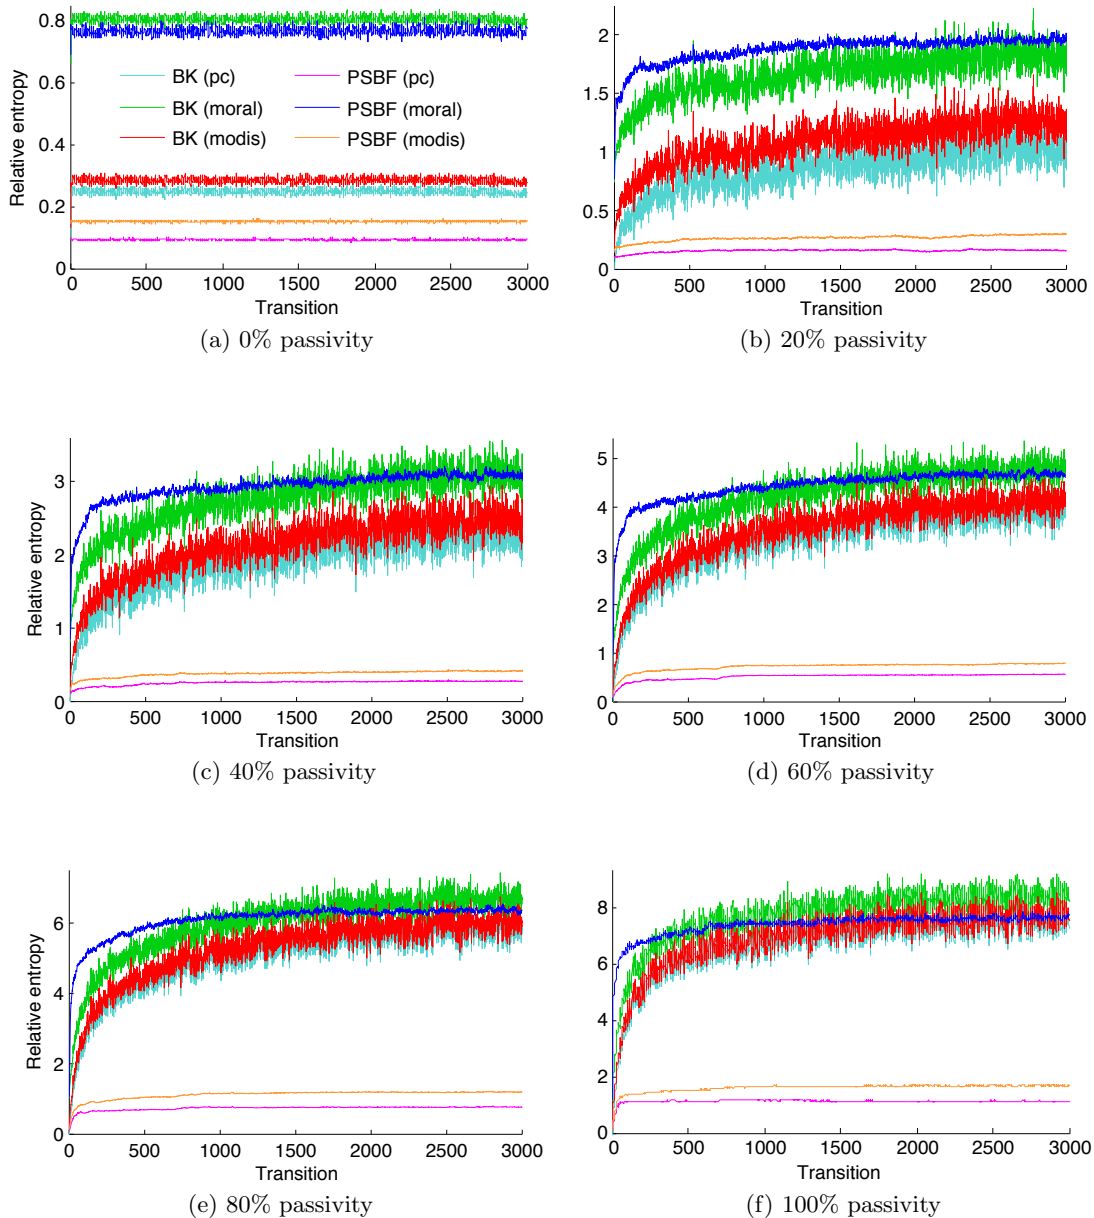 0.8
0.6
0.4
0.2
0
Relative entropy
BK (pc)
PSBF (pc)
BK (moral)
PSBF (moral)
BK (modis)
PSBF (modis)
0 500 1000 1500 2000 2500 3000
Transition
(a) 0% passivity
2
1.5
1
0.5
0
0 500 1000 1500 2000 2500 3000
Transition
(b) 20% passivity
3
2
1
0
Relative entropy
0 500 1000 1500 2000 2500 3000
Transition
(c) 40% passivity
5
4
3
2
1
0
0 500 1000 1500 2000 2500 3000
Transition
(d) 60% passivity
6
4
2
0
Relative entropy
0 500 1000 1500 2000 2500 3000
Transition
(e) 80% passivity
8
6
4
2
0
0 500 1000 1500 2000 2500 3000
Transition
(f) 100% passivity